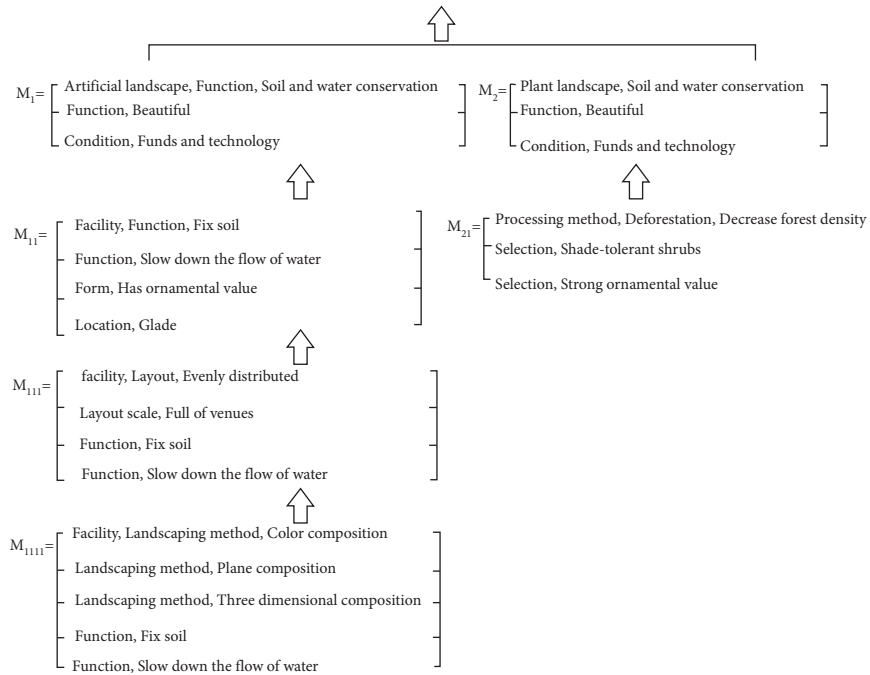 M1= Artificial landscape, Function, Soil and water conservation
Function, Beautiful
Condition, Funds and technology
M2= Plant landscape, Soil and water conservation
Function, Beautiful
Condition, Funds and technology
M11= Facility, Function, Fix soil
Function, Slow down the flow of water
Form, Has ornamental value
Location, Glade
M21= Processing method, Deforestation, Decrease forest density
Selection, Shade-tolerant shrubs
Selection, Strong ornamental value
M111= facility, Layout, Evenly distributed
Layout scale, Full of venues
Function, Fix soil
Function, Slow down the flow of water
M1111= Facility, Landscaping method, Color composition
Landscaping method, Plane composition
Landscaping method, Three dimensional composition
Function, Fix soil
Function, Slow down the flow of water